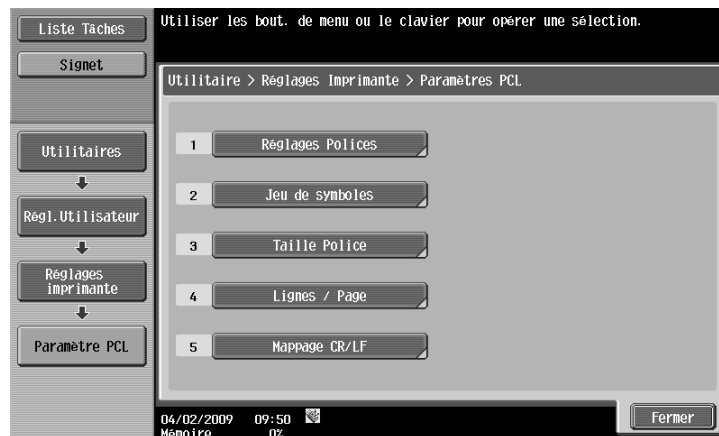 Liste Tâches
Utiliser les bout. de menu ou le clavier pour opérer une sélection.
Signet
Utilitaire > Réglages Imprimante > Paramètres PCL
1 Réglages Polices
Utilitaires
2 Jeu de symboles
Régl.Utilisateur
3 Taille Police
Réglages
imprimante
4 Lignes / Page
Paramètre PCL
5 Mappage CR/LF
04/02/2009 09:50
Fermer
Mémoire 0%